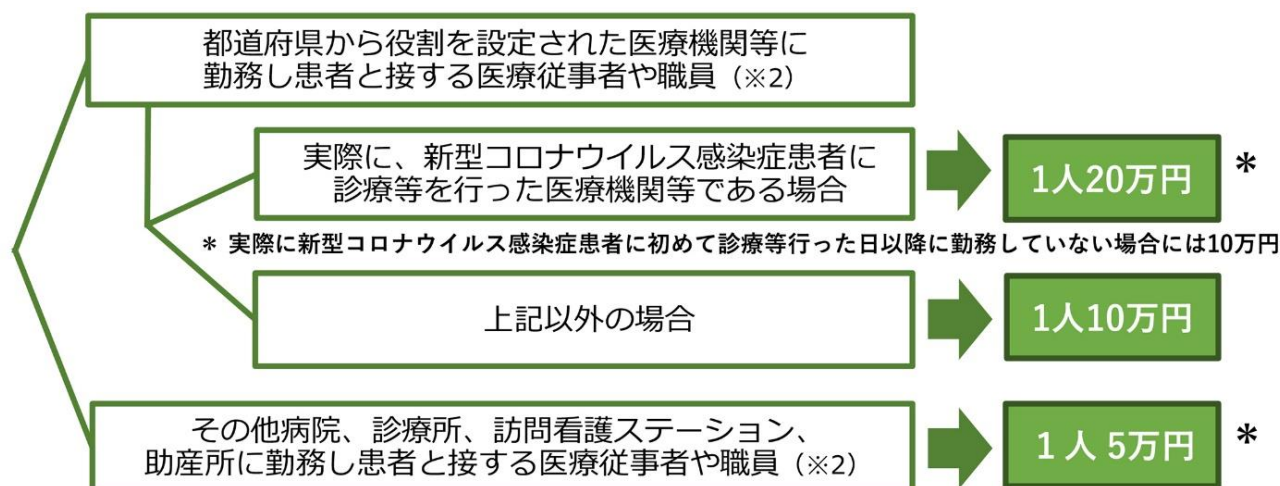 都道府県から役割を設定された医療機関等に
勤務し患者と接する医療従事者や職員（※2）
実際に、新型コロナウイルス感染症患者に
診療等を行った医療機関等である場合
1人20万円 *
* 実際に新型コロナウイルス感染症患者に初めて診療等行った日以降に勤務していない場合には10万円
上記以外の場合
1人10万円
その他病院、診療所、訪問看護ステーション、
助産所に勤務し患者と接する医療従事者や職員（※2）
1人 5万円 *